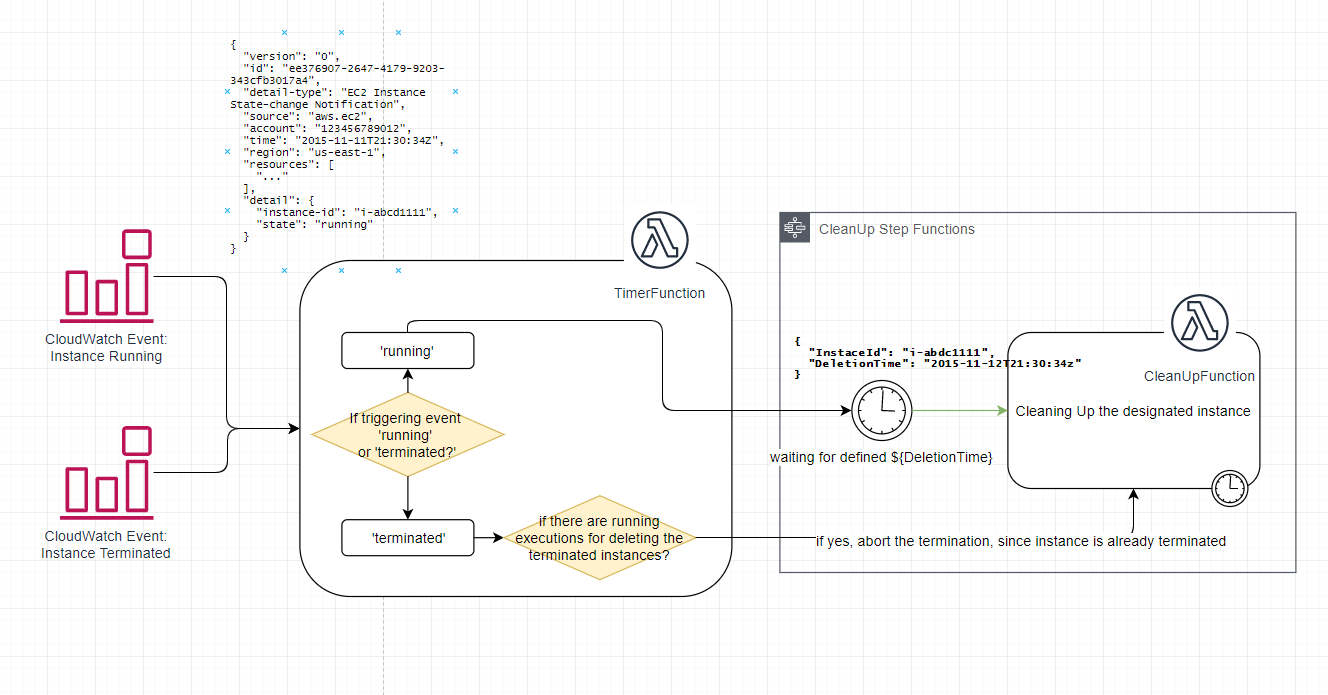 {
"version": "0",
"id": "ee376907-2647-4179-9203-
343cfb3017a4",
"detail-type": "EC2 Instance
State-change Notification",
"source": "aws.ec2",
"account": "123456789012",
"time": "2015-11-11T21:30:34Z",
"region": "us-east-1",
"resources": [
"..."
],
"detail": {
"instance-id": "i-abcd1111",
"state": "running"
}
}
CloudWatch Event:
Instance Running
CloudWatch Event:
Instance Terminated
TimerFunction
'running'
If triggering event
'running'
or 'terminated?'
'terminated'
if there are running
executions for deleting the
terminated instances?
CleanUp Step Functions
{
"InstaceId": "i-abdc1111",
"DeletionTime": "2015-11-12T21:30:34z"
}
waiting for defined ${DeletionTime}
CleanUpFunction
Cleaning Up the designated instance
if yes, abort the termination, since instance is already terminated